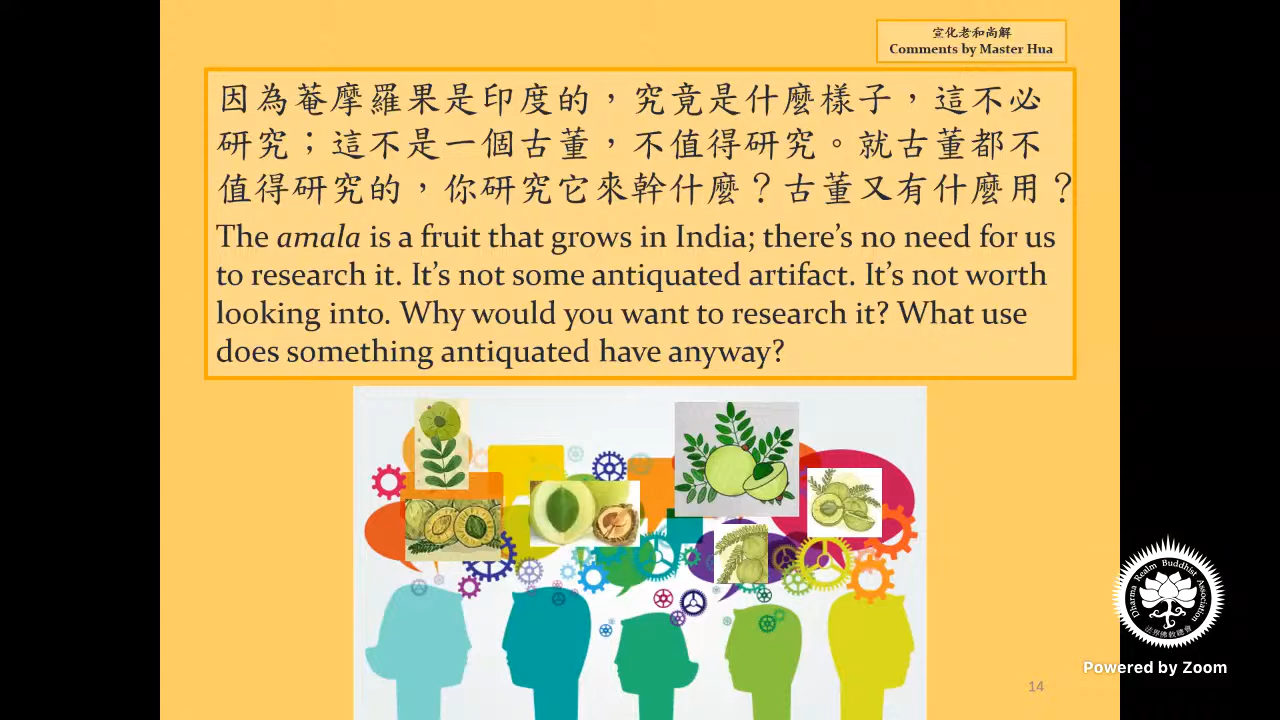 宣化老和尚解
Comments by Master Hua
因為菴摩羅果是印度的，究竟是什麼樣子，這不必
研究；這不是一個古董，不值得研究。就古董都不
值得研究的，你研究它來幹什麼？古董又有什麼用？
The amala is a fruit that grows in India; there’s no need for us
to research it. It’s not some antiquated artifact. It’s not worth
looking into. Why would you want to research it? What use
does something antiquated have anyway?
Dharma Realm Buddhist Association
法界佛教總會
Powered by Zoom
14